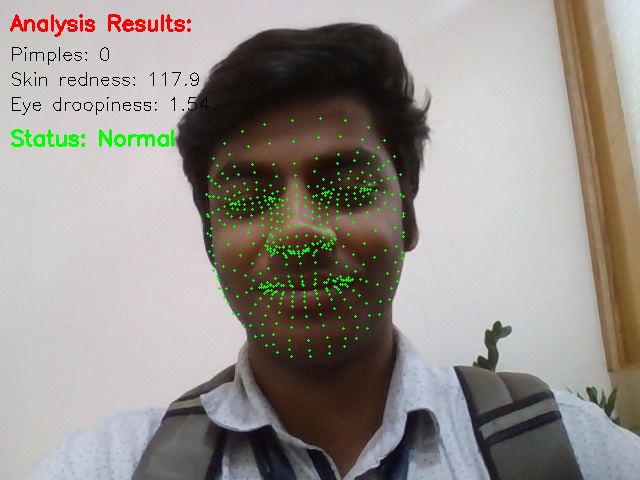 Analysis Results:
Pimples: 0
Skin redness: 117.9
Eye droopiness: 1.54
Status: Normal